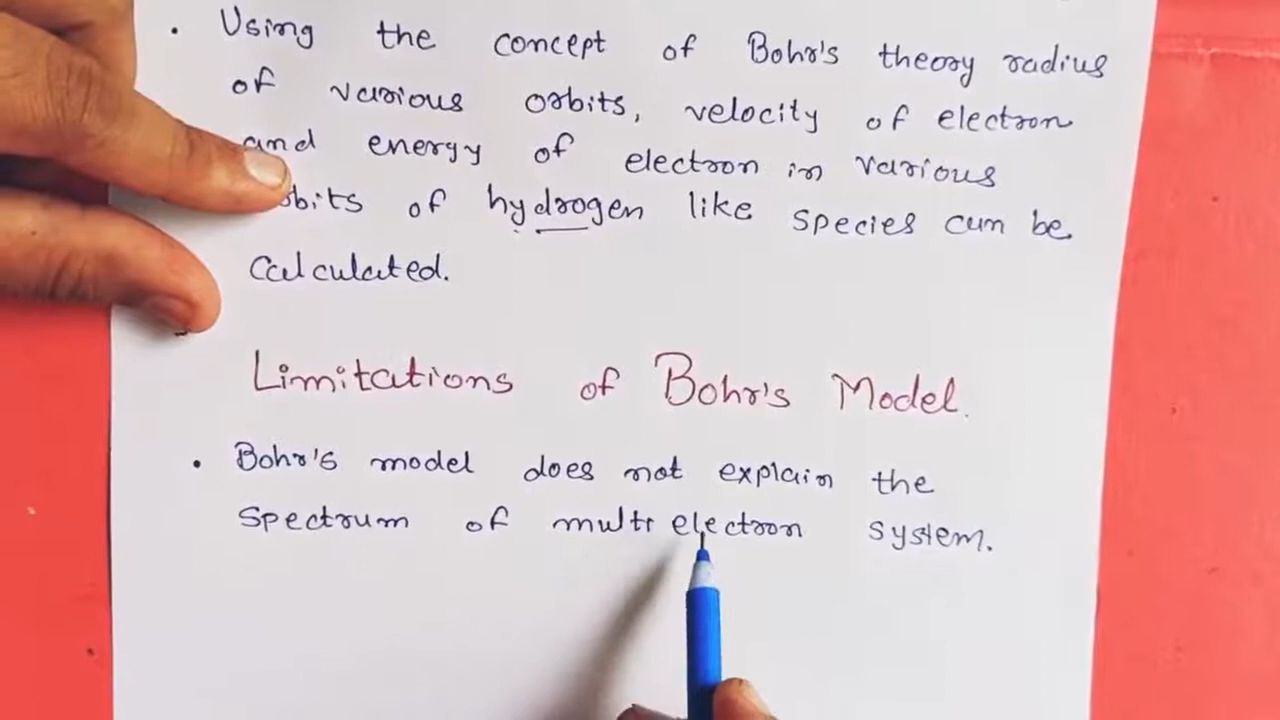 • Using the concept of Bohr's theory radius
of various orbits, velocity of electron
and energy of electron in various
orbits of hydrogen like species can be
calculated.
Limitations of Bohr's Model.
• Bohr's model does not explain the
spectrum of multi electron system.